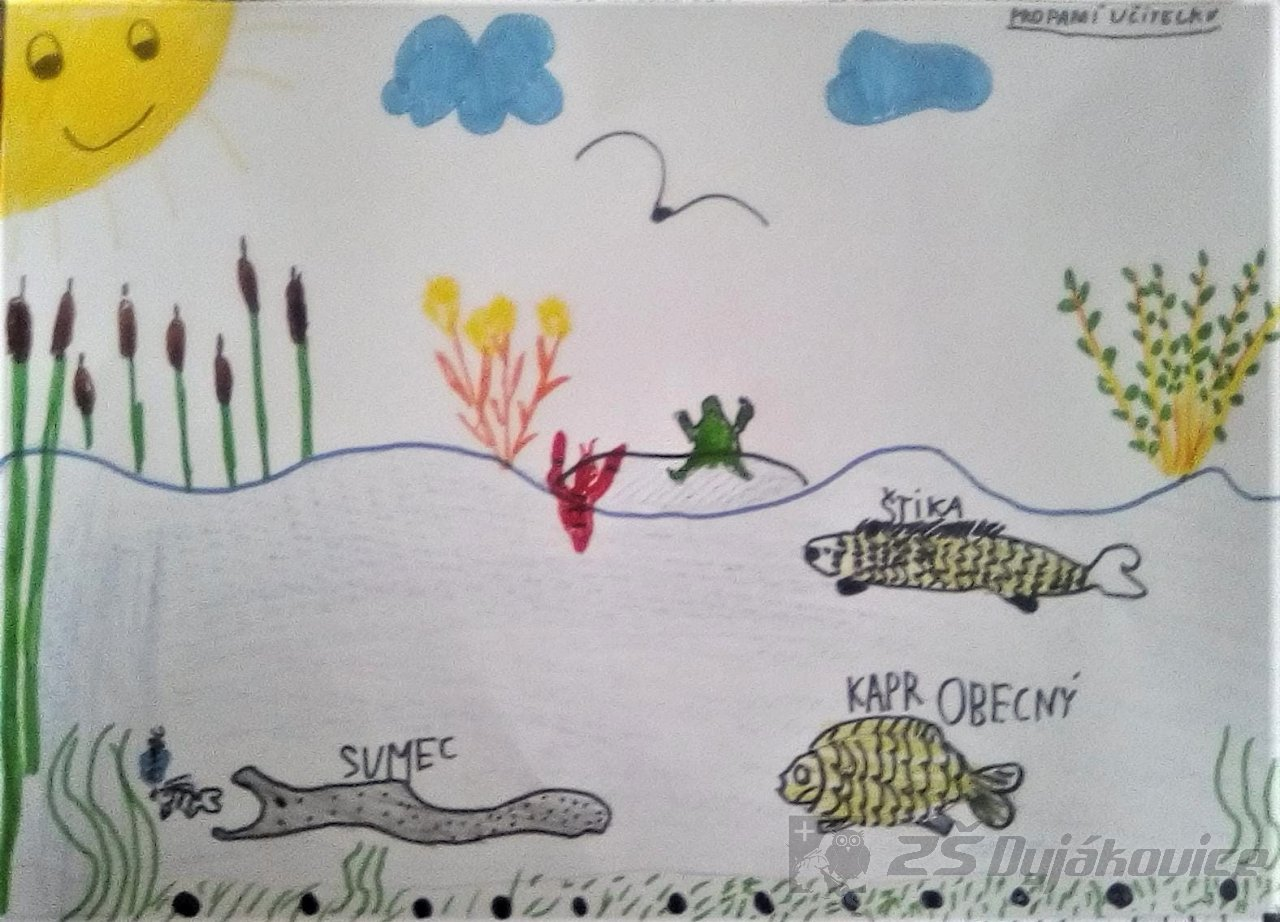 PRO PANÍ UČITELKU
ŠTIKA
KAPR OBECNÝ
SUMEC
ZŠ Dyjákovice